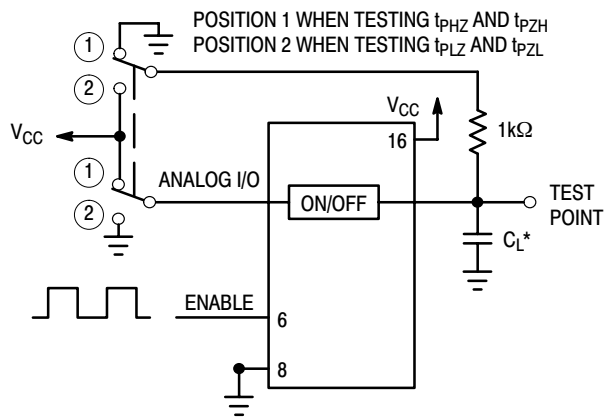 POSITION 1 WHEN TESTING tPHZ AND tPZH
POSITION 2 WHEN TESTING tPLZ AND tPZL
1
2
VCC
VCC
16
1kΩ
1
2
ANALOG I/O
ON/OFF
TEST
POINT
CL*
ENABLE
6
8